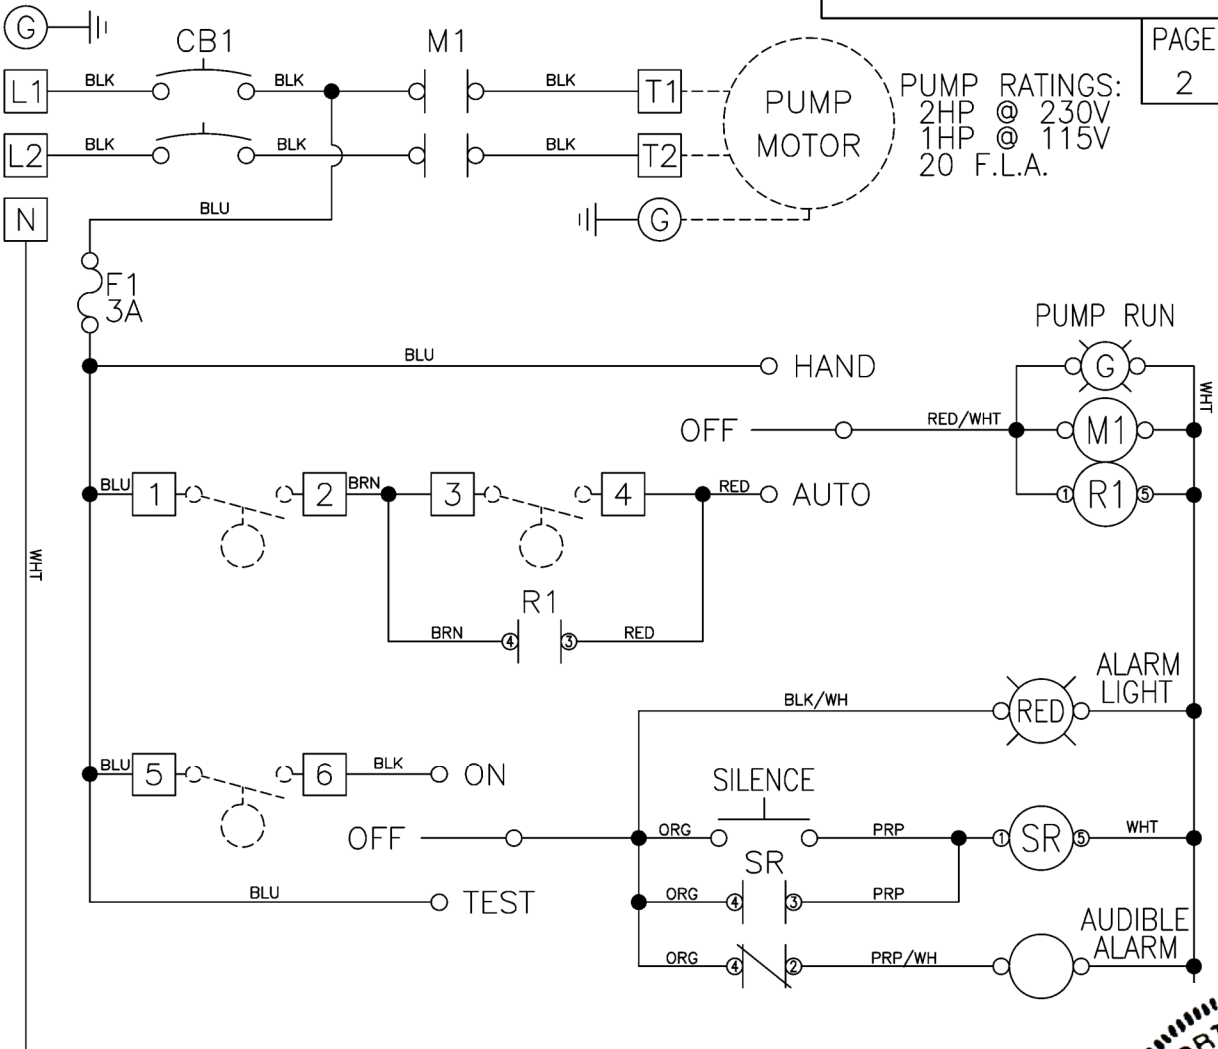 G
CB1
M1
PAGE
2
L1
BLK
BLK
BLK
T1
PUMP
MOTOR
PUMP RATINGS:
2HP @ 230V
1HP @ 115V
20 F.L.A.
L2
BLK
BLK
BLK
T2
N
BLU
G
F1
3A
PUMP RUN
BLU
HAND
G
WHT
OFF
RED/WHT
M1
BLU
1
2
BRN
3
4
RED
AUTO
1
R1
5
WHT
R1
BRN
4
3
RED
ALARM
LIGHT
BLK/WH
RED
BLU
5
6
BLK
ON
SILENCE
OFF
ORG
PRP
1
SR
5
WHT
SR
BLU
TEST
ORG
4
3
PRP
AUDIBLE
ALARM
ORG
4
2
PRP/WH